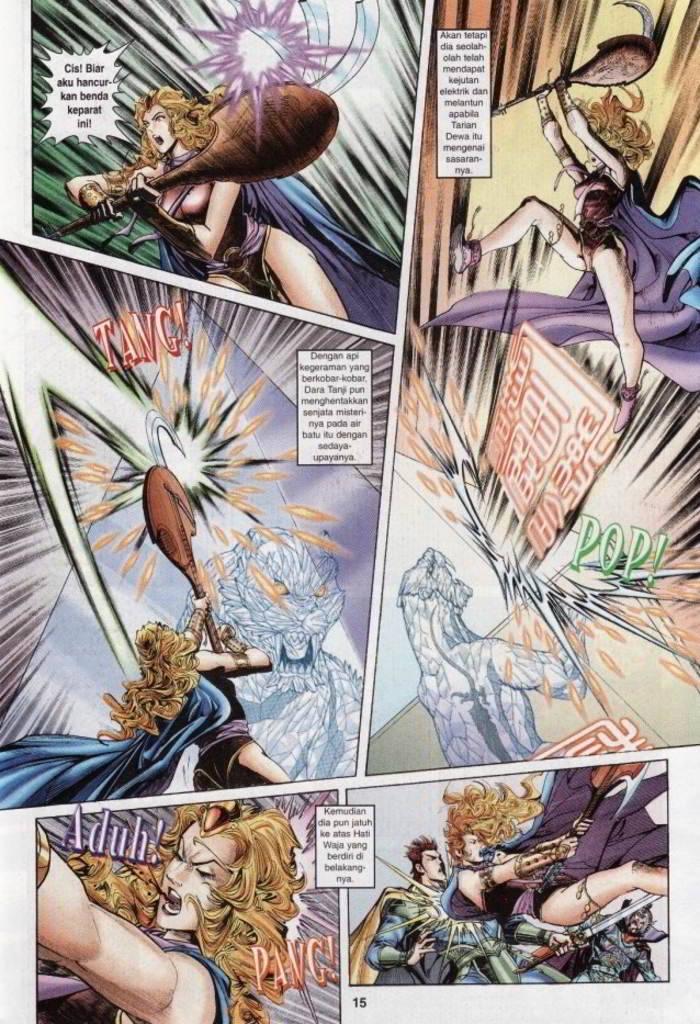 Cis! Biar
aku hancur-
kan benda
keparat
ini!
Akan tetapi
dia seolah-
olah telah
mendapat
kejutan
elektrik dan
melantun
apabila
Tarian
Dewa itu
mengenai
sasaran-
nya.
TANG!
Dengan api
kegeraman yang
berkobar-kobar,
Dara Tanji pun
menghentakkan
senjata misteri-
nya pada air
batu itu dengan
sedaya-
upayanya.
POP!
Aduh!
PANG!
Kemudian
dia pun jatuh
ke atas Hati
Waja yang
berdiri di
belakang-
nya.
15